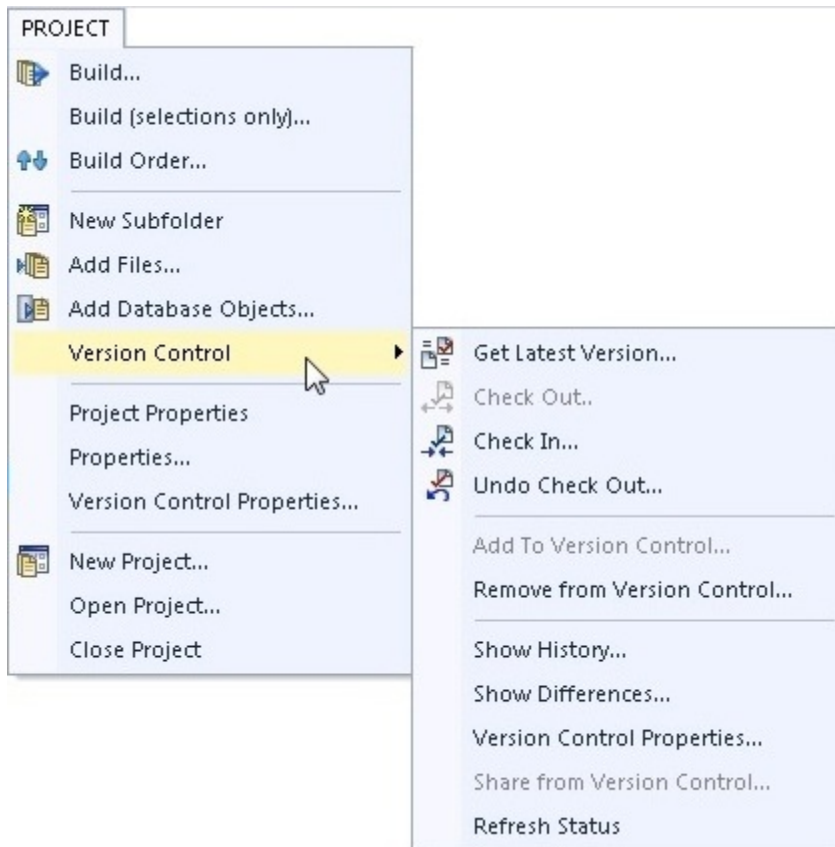 PROJECT
Build...
Build (selections only)...
Build Order...
New Subfolder
Add Files...
Add Database Objects...
Version Control
Project Properties
Properties...
Version Control Properties...
New Project...
Open Project...
Close Project
Get Latest Version...
Check Out..
Check In...
Undo Check Out...
Add To Version Control...
Remove from Version Control...
Show History...
Show Differences...
Version Control Properties...
Share from Version Control...
Refresh Status